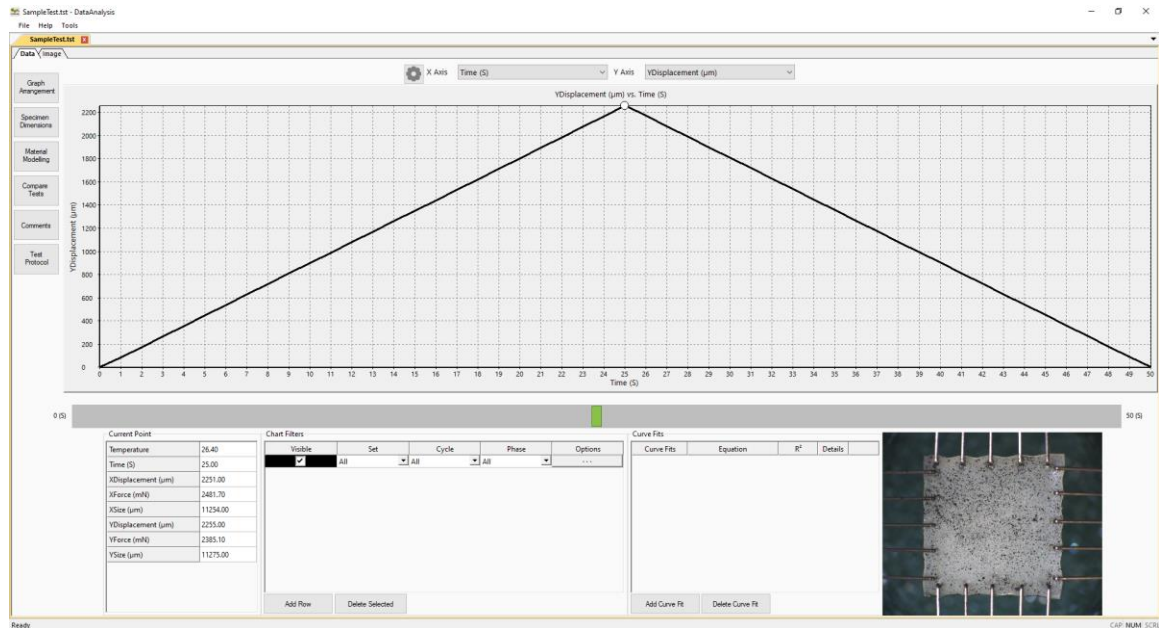 SampleTest.tst - DataAnalysis
File Help Tools
SampleTest.tst
Data Image
X Axis Time (S) Y Axis YDisplacement (µm)
Graph Arrangement
Specimen Dimensions
Material Modelling
Compare Tests
Comments
Test Protocol
YDisplacement (µm) vs. Time (S)
YDisplacement (µm)
2200
2000
1800
1600
1400
1200
1000
800
600
400
200
0
0 1 2 3 4 5 6 7 8 9 10 11 12 13 14 15 16 17 18 19 20 21 22 23 24 25 26 27 28 29 30 31 32 33 34 35 36 37 38 39 40 41 42 43 44 45 46 47 48 49 50
Time (S)
0 (S) 50 (S)
Current Point
Temperature 26.40
Time (S) 25.00
XDisplacement (µm) 2251.00
XForce (mN) 2481.70
XSize (µm) 11254.00
YDisplacement (µm) 2255.00
YForce (mN) 2385.10
YSize (µm) 11275.00
Chart Filters
Visible Set Cycle Phase Options
All All All ...
Add Row Delete Selected
Curve Fits
Curve Fits Equation R² Details
Add Curve Fit Delete Curve Fit
Ready CAP NUM SCRL